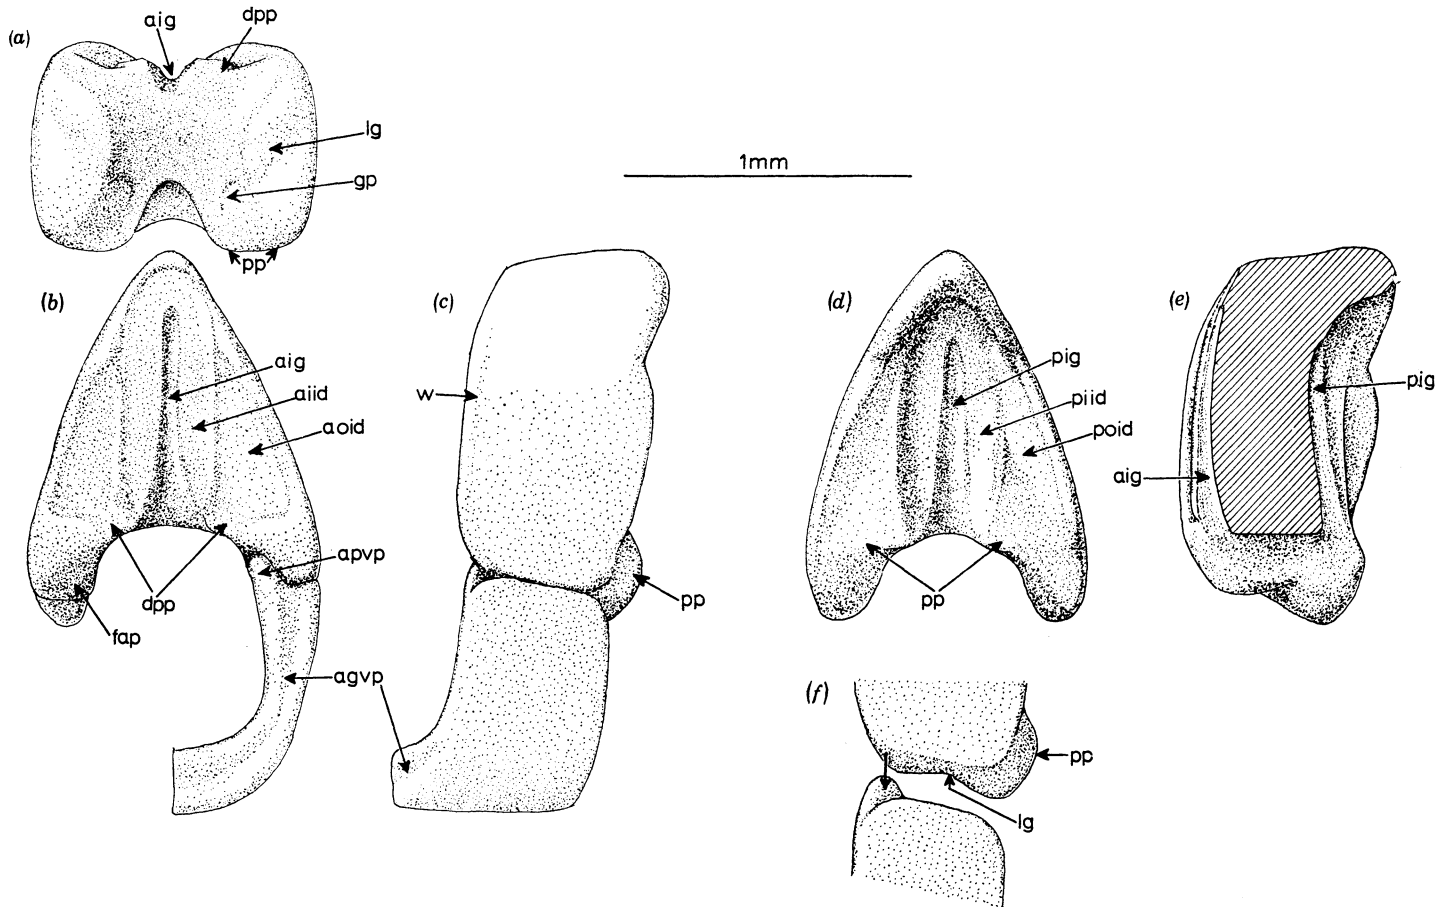 (a)
aig
dpp
lg
gp
pp
1mm
(b)
aig
aiid
aoid
apvp
dpp
fap
agvp
(c)
w
pp
(d)
pig
piid
poid
pp
(e)
pig
aig
(f)
pp
lg